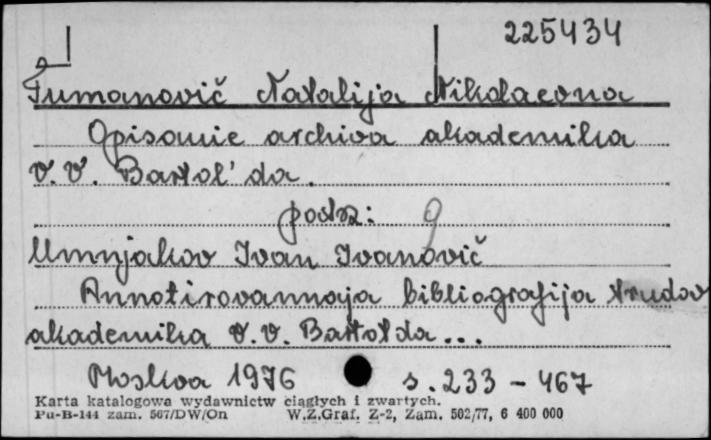 225434
Tumanovič Natalija Nikolaevna
Opisanie archiva akademika
V. V. Bartol'da.
podz: 9
Umnjakov Ivan Ivanovič
Annotirovannaja bibliografija trudov
akademika V. V. Bartol'da...
Moskva 1976 s. 233 - 467
Karta katalogowa wydawnictw ciągłych i zwartych.
Pu-B-144 zam. 567/DW/On W.Z.Graf. Z-2, Zam. 502/77, 6 400 000